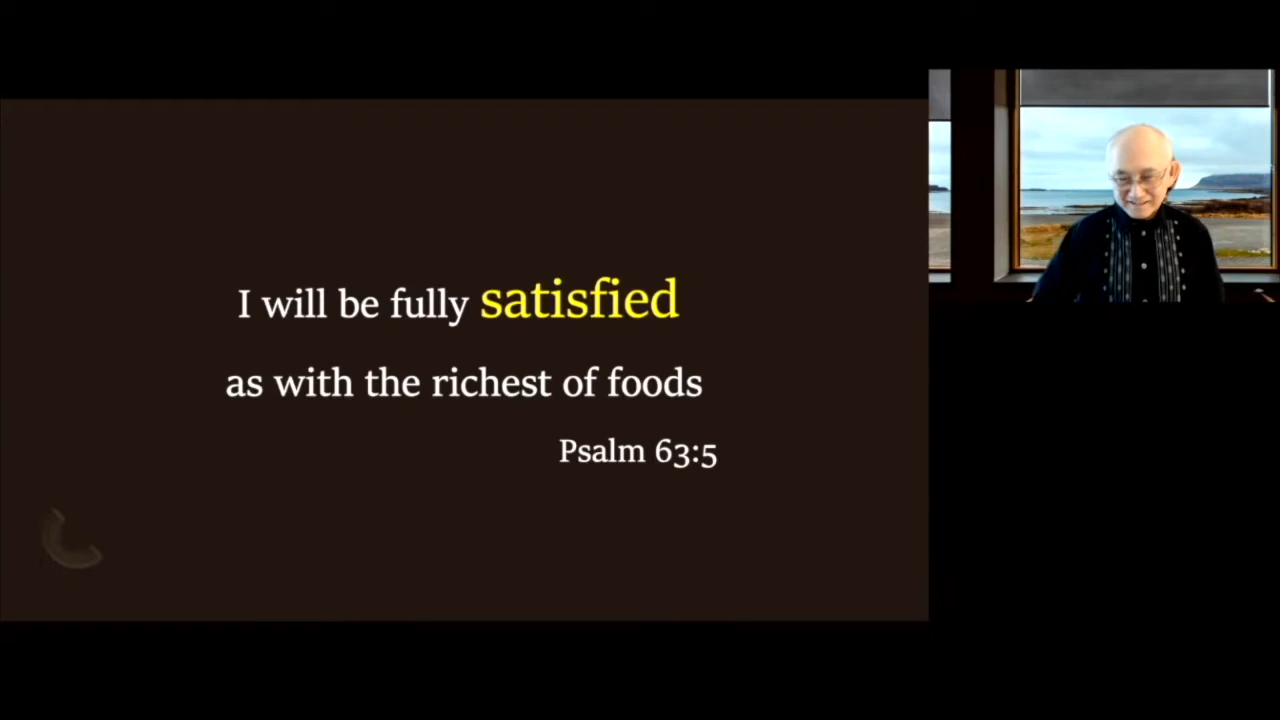 I will be fully satisfied
as with the richest of foods
Psalm 63:5